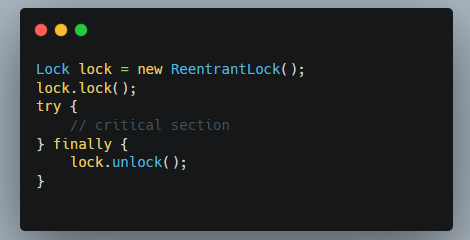 Lock lock = new ReentrantLock();
lock.lock();
try {
    // critical section
} finally {
    lock.unlock();
}